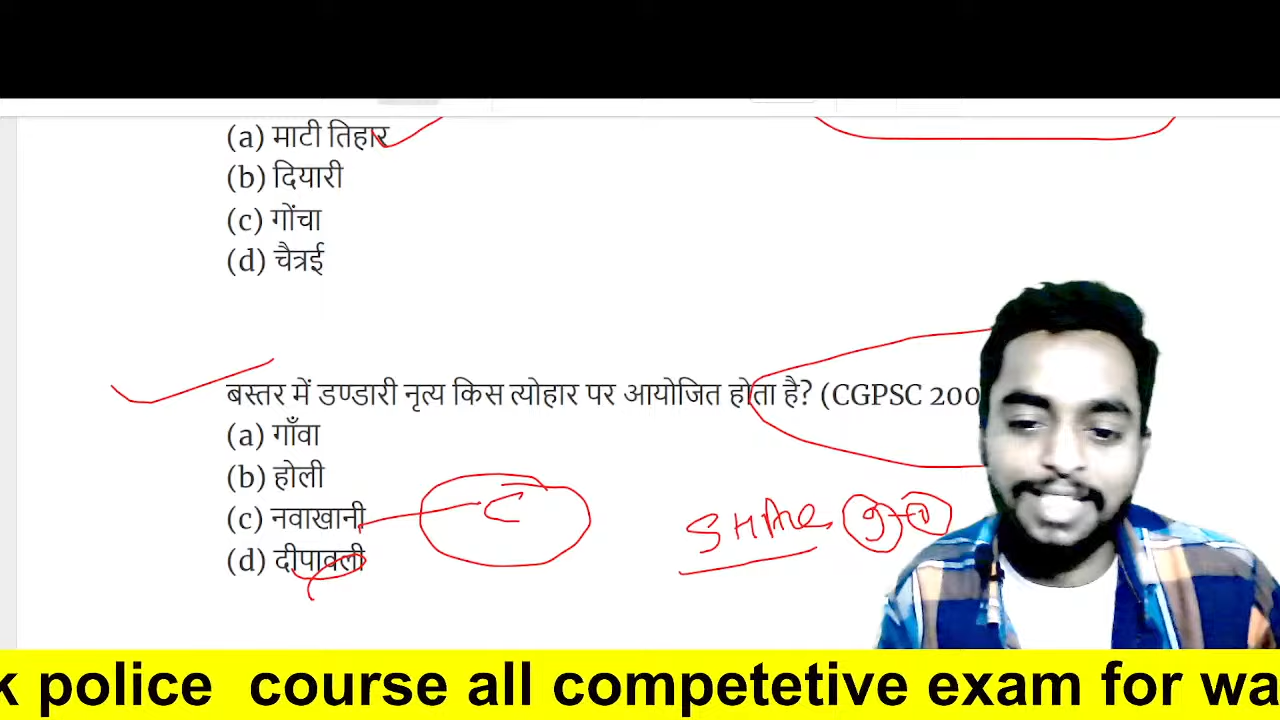 (a) माटी तिहार
(b) दियारी
(c) गोंचा
(d) चैत्रई
बस्तर में डण्डारी नृत्य किस त्योहार पर आयोजित होता है? (CGPSC 200
(a) गाँवा
(b) होली
(c) नवाखानी
C
(d) दीपावली
k police course all competetive exam for wa